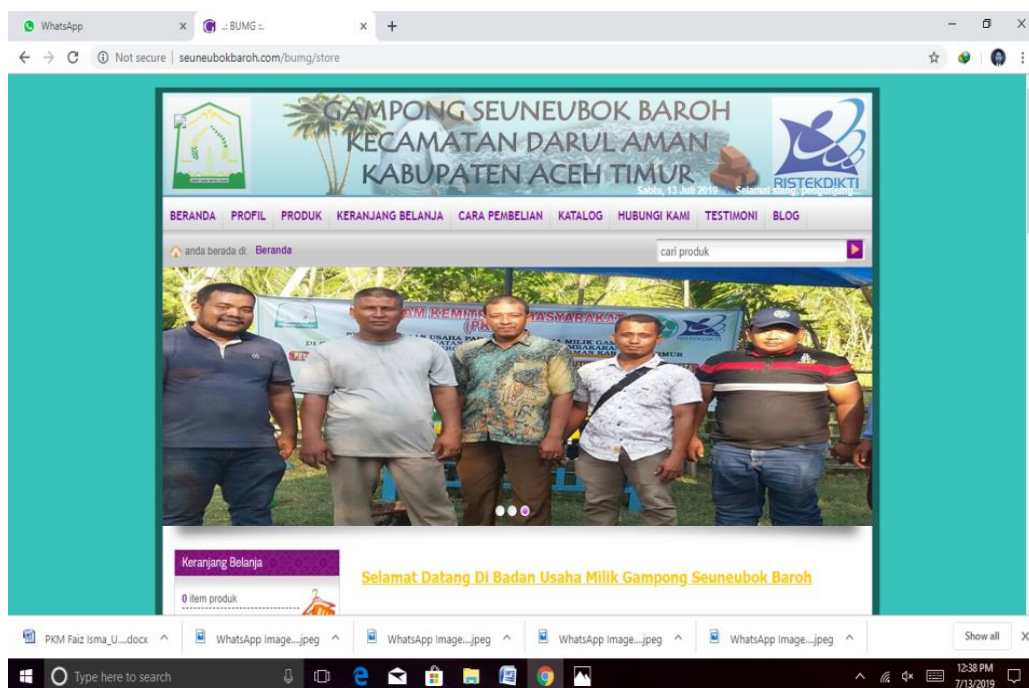 WhatsApp
.:: BUMG ::.
Not secure
seuneubokbaroh.com/bumg/store
GAMPONG SEUNEUBOK BAROH
KECAMATAN DARUL AMAN
KABUPATEN ACEH TIMUR
RISTEKDIKTI
Sabtu, 13 Juli 2019
Selamat siang, pengunjung...
BERANDA PROFIL PRODUK KERANJANG BELANJA CARA PEMBELIAN KATALOG HUBUNGI KAMI TESTIMONI BLOG
anda berada di: Beranda
cari produk
RISTEKDIKTI
Keranjang Belanja
0 item produk
Selamat Datang Di Badan Usaha Milik Gampong Seuneubok Baroh
PKM Faiz Isma_U....docx
WhatsApp Image....jpeg
WhatsApp Image....jpeg
WhatsApp Image....jpeg
WhatsApp Image....jpeg
Show all
Type here to search
12:38 PM
7/13/2019